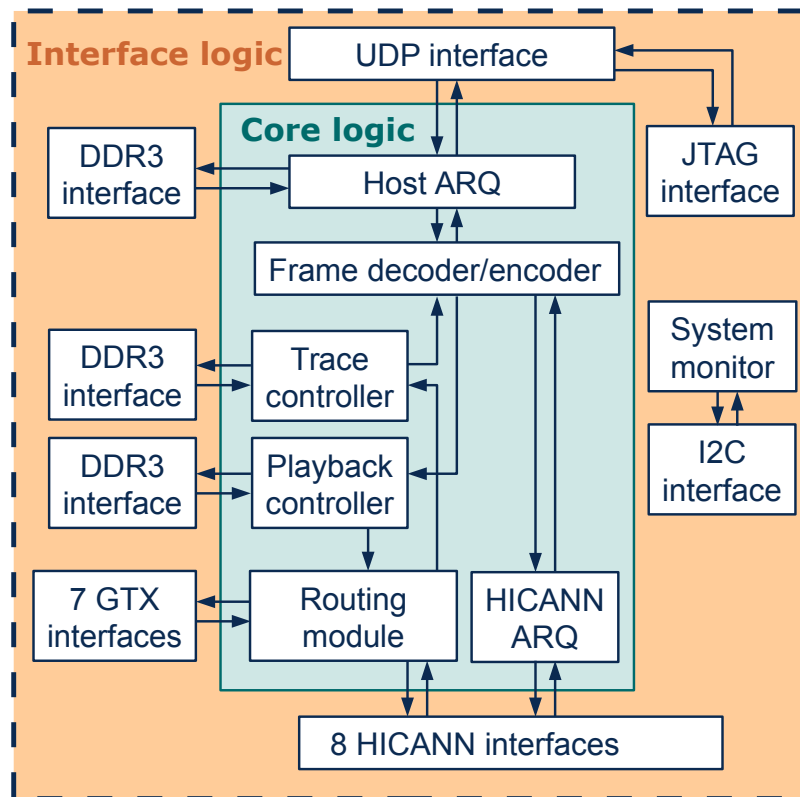 Interface logic
UDP interface
Core logic
DDR3
interface
Host ARQ
JTAG
interface
Frame decoder/encoder
DDR3
interface
Trace
controller
System
monitor
DDR3
interface
Playback
controller
I2C
interface
7 GTX
interfaces
Routing
module
HICANN
ARQ
8 HICANN interfaces